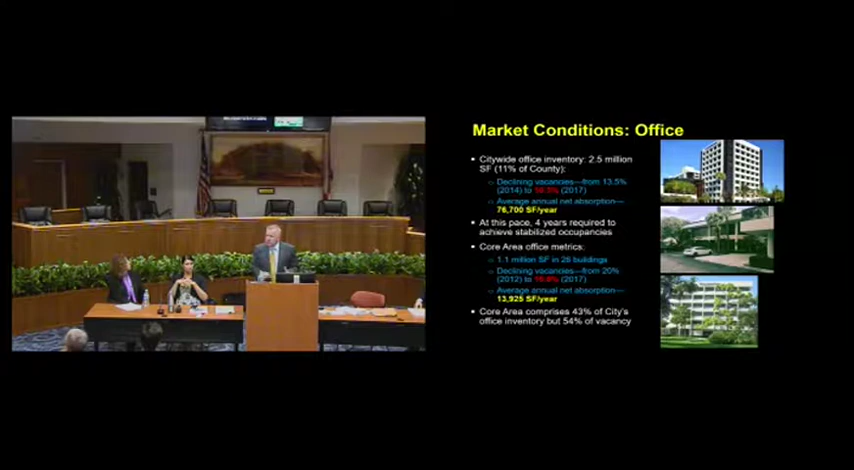 Market Conditions: Office
Citywide office inventory: 2.5 million
SF (11% of County):
Declining vacancies—from 13.5%
(2014) to (2017)
Average annual net absorption—
76,700 SF/year
At this pace, 4 years required to
achieve stabilized occupancies
Core Area office metrics:
1.1 million SF in 26 buildings
Declining vacancies—from 20%
(2012) to (2017)
Average annual net absorption—
13,925 SF/year
Core Area comprises 43% of City's
office inventory but 54% of vacancy